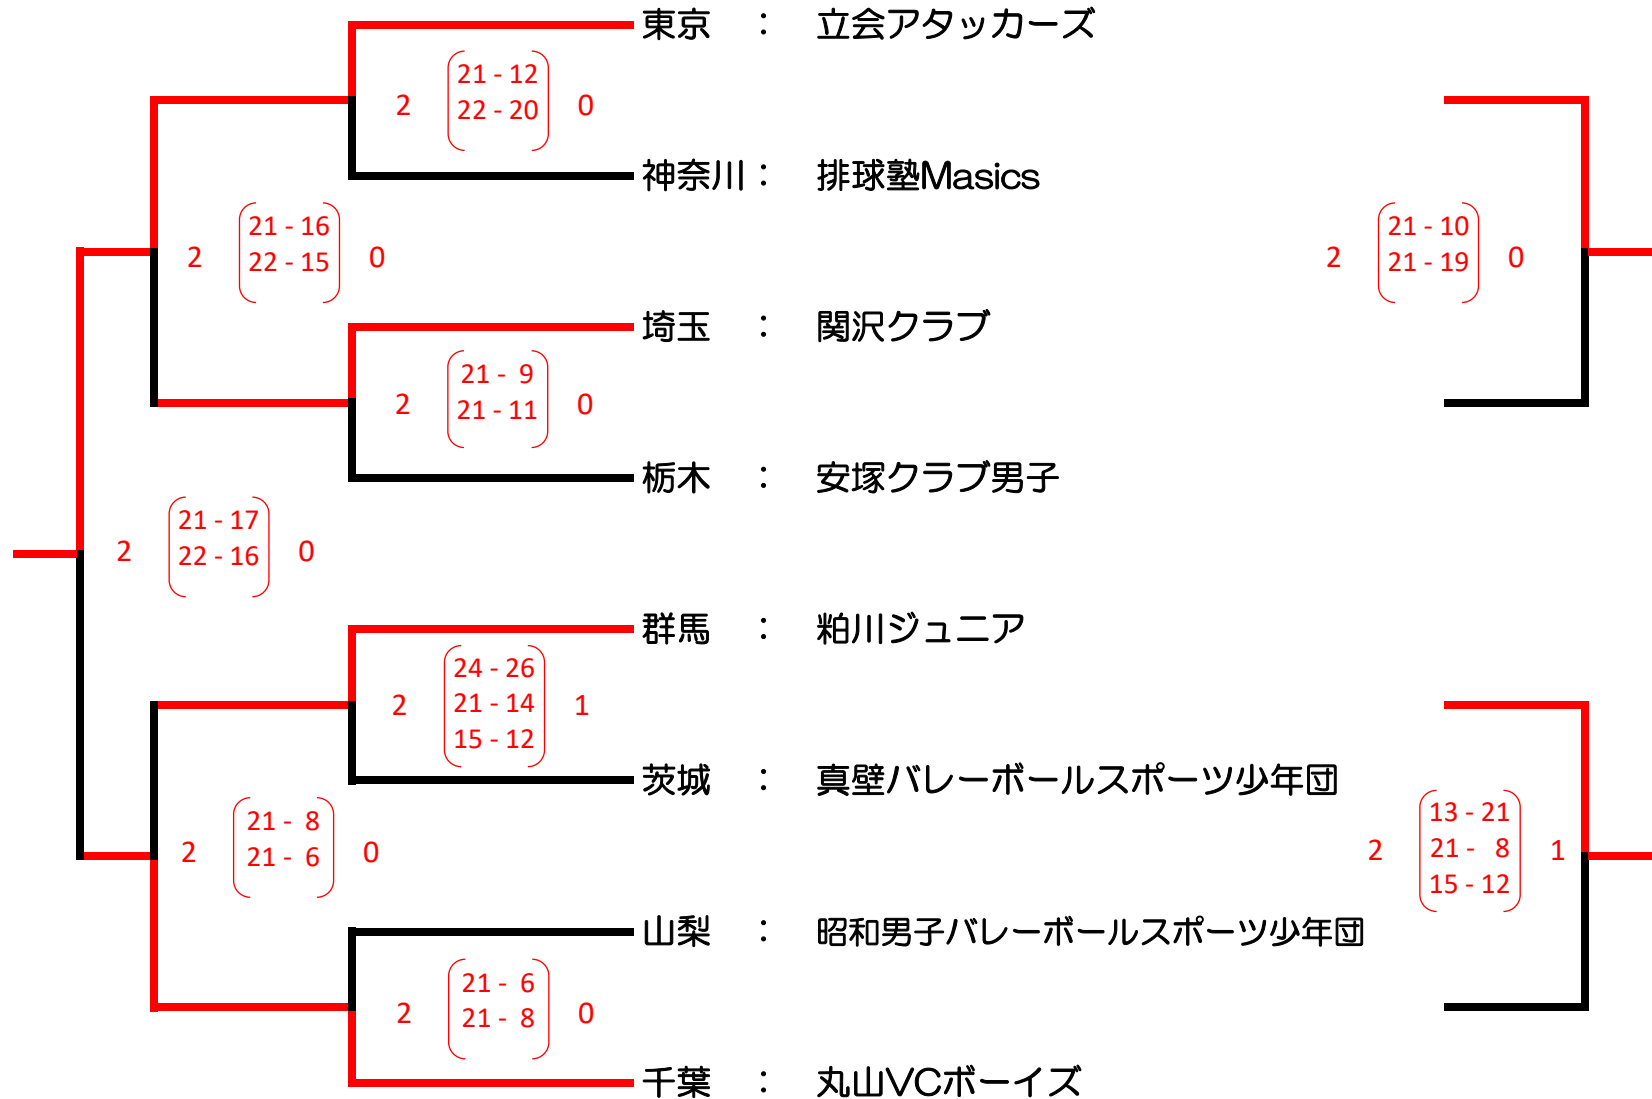 東京 : 立会アタッカーズ
21 - 12
2 22 - 20 0
神奈川: 排球塾Masics
21 - 16
2 22 - 15 0
21 - 10
2 21 - 19 0
埼玉 : 関沢クラブ
21 - 9
2 21 - 11 0
栃木 : 安塚クラブ男子
21 - 17
2 22 - 16 0
群馬 : 粕川ジュニア
24 - 26
2 21 - 14 1
15 - 12
茨城 : 真壁バレーボールスポーツ少年団
21 - 8
2 21 - 6 0
13 - 21
2 21 - 8 1
15 - 12
山梨 : 昭和男子バレーボールスポーツ少年団
21 - 6
2 21 - 8 0
千葉 : 丸山VCボーイズ